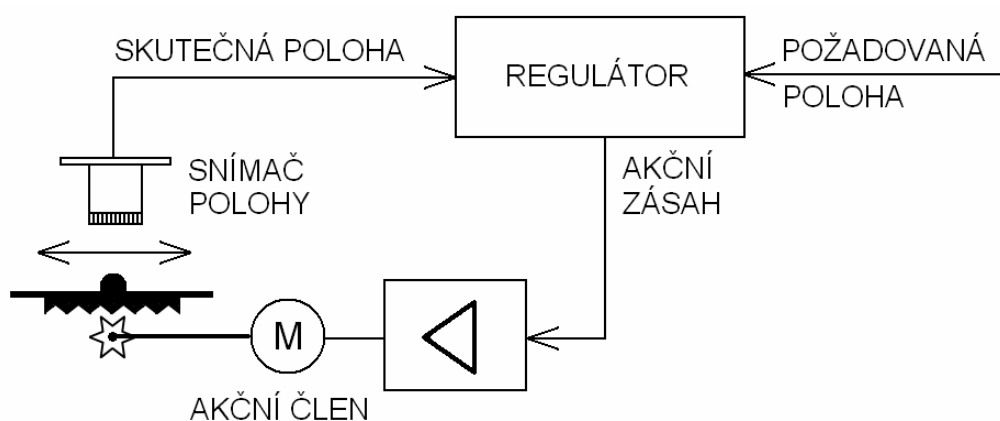 SKUTEČNÁ POLOHA
REGULÁTOR
POŽADOVANÁ
POLOHA
SNÍMAČ
POLOHY
AKČNÍ
ZÁSAH
M
AKČNÍ ČLEN